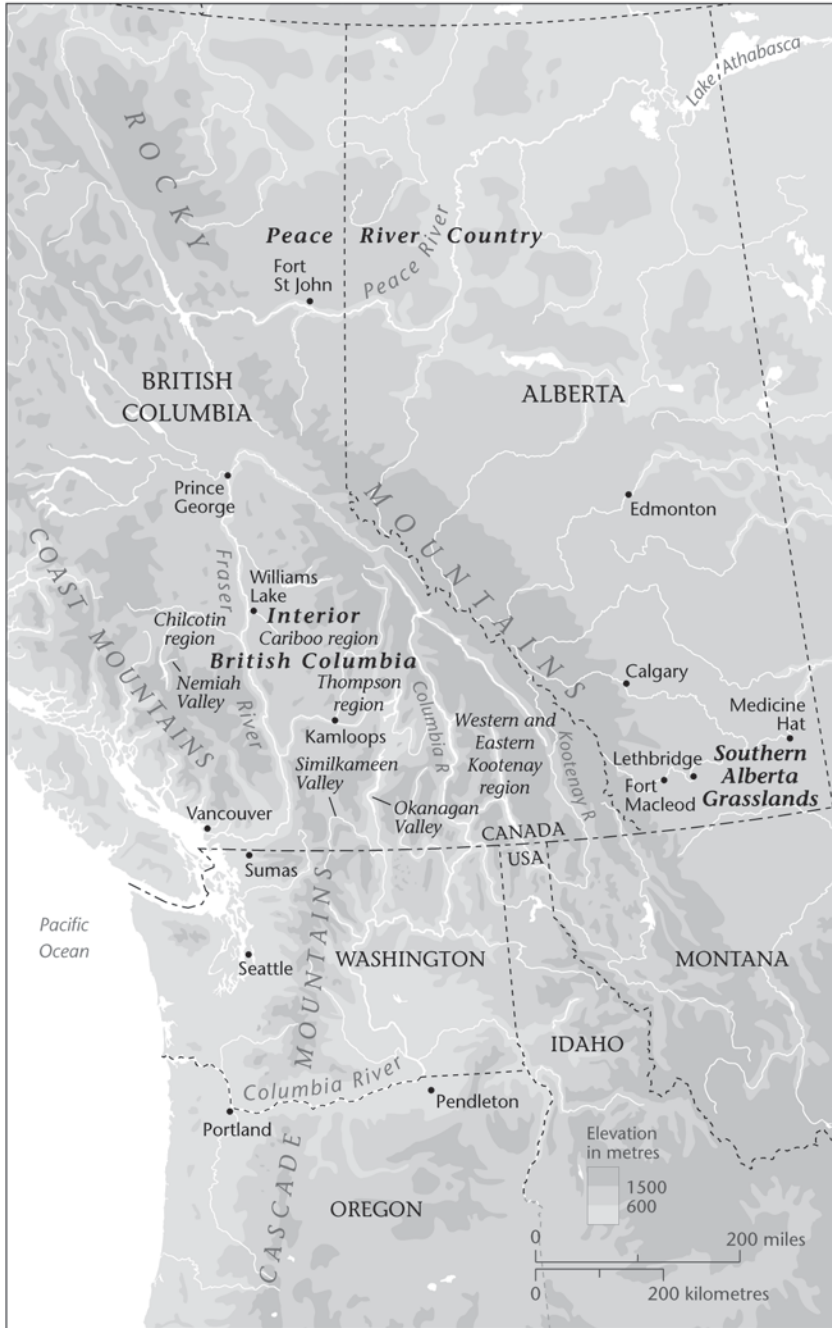 Lake Athabasca
ROCKY
Peace River Country
Fort
St John
Peace River
BRITISH
COLUMBIA
ALBERTA
MOUNTAINS
Prince
George
Edmonton
COAST MOUNTAINS
Fraser
River
Williams
Lake
Chilcotin
region
Interior
Cariboo region
British Columbia
Nemiah
Valley
Thompson
region
Calgary
Columbia R
Western and
Eastern
Kootenay
region
Kootenay R
Medicine
Hat
Kamloops
Similkameen
Valley
Lethbridge
Southern
Alberta
Grasslands
Fort
Macleod
Okanagan
Valley
Vancouver
CANADA
USA
Sumas
Pacific
Ocean
Seattle
WASHINGTON
MONTANA
CASCADE MOUNTAINS
IDAHO
Columbia River
Pendleton
Portland
OREGON
Elevation
in metres
1500
600
0 200 miles
0 200 kilometres